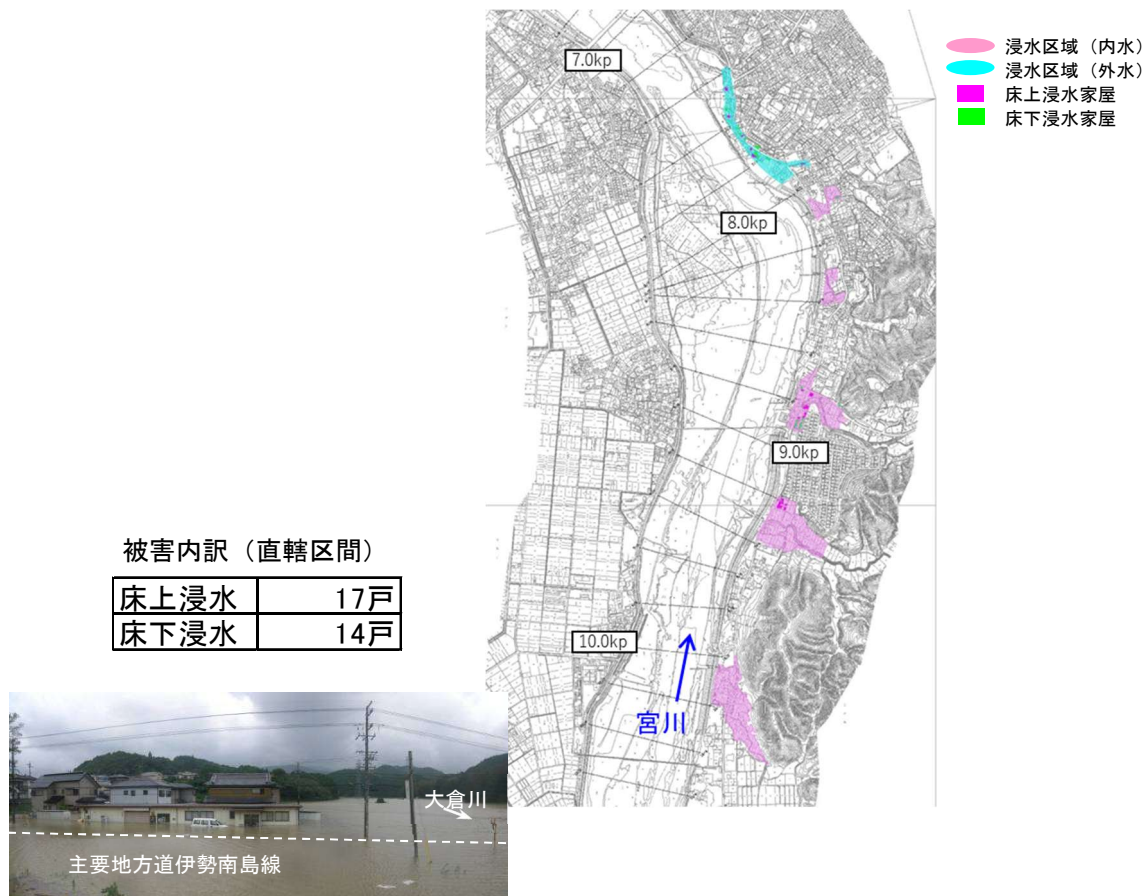 7.0kp
浸水区域（内水）
浸水区域（外水）
床上浸水家屋
床下浸水家屋
8.0kp
9.0kp
被害内訳（直轄区間）
床上浸水 17戸
床下浸水 14戸
10.0kp
宮川
大倉川
主要地方道伊勢南島線